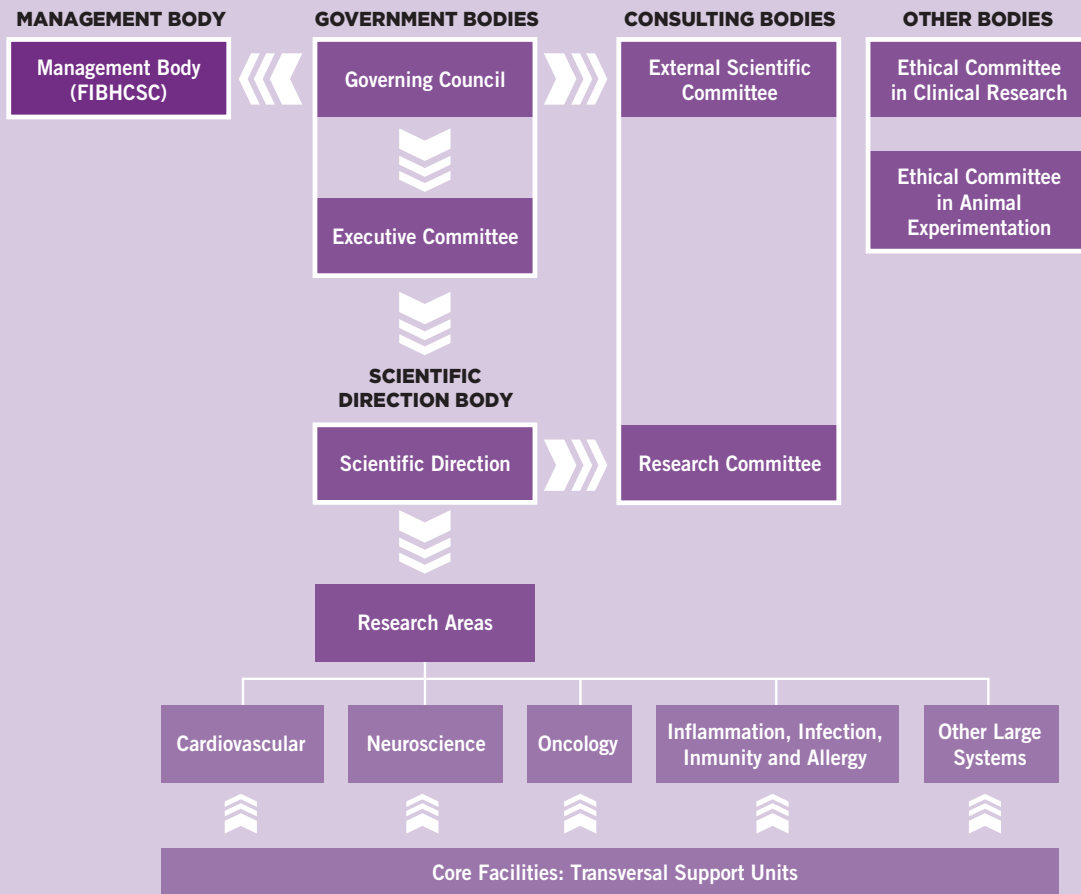 MANAGEMENT BODY
GOVERNMENT BODIES
CONSULTING BODIES
OTHER BODIES
Management Body
(FIBHCSC)
Governing Council
External Scientific
Committee
Ethical Committee
in Clinical Research
Ethical Committee
in Animal
Experimentation
Executive Committee
SCIENTIFIC
DIRECTION BODY
Scientific Direction
Research Committee
Research Areas
Cardiovascular
Neuroscience
Oncology
Inflammation, Infection,
Inmunity and Allergy
Other Large
Systems
Core Facilities: Transversal Support Units